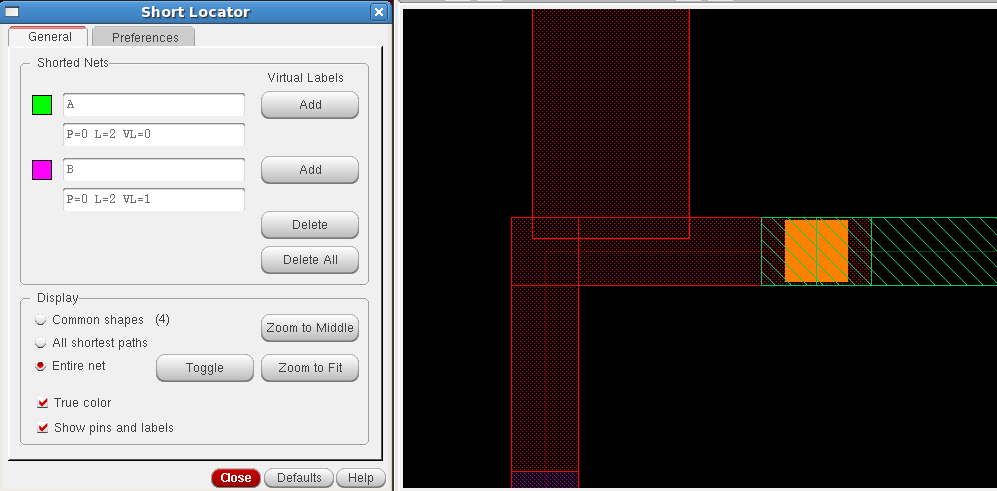 Short Locator
General
Preferences
Shorted Nets
Virtual Labels
A
Add
P=0 L=2 VL=0
B
Add
P=0 L=2 VL=1
Delete
Delete All
Display
Common shapes (4)
Zoom to Middle
All shortest paths
Entire net
Toggle
Zoom to Fit
True color
Show pins and labels
Close
Defaults
Help